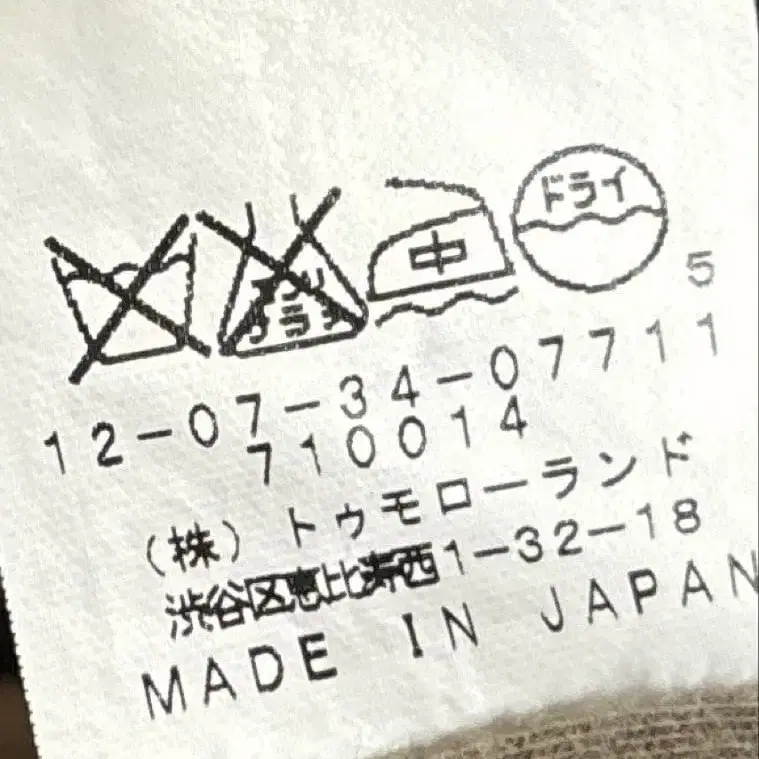 エンソ
サラシ
中
ドライ
5
12-07-34-07711
710014
(株) トゥモローランド
渋谷区恵比寿西1-32-18
MADE IN JAPAN